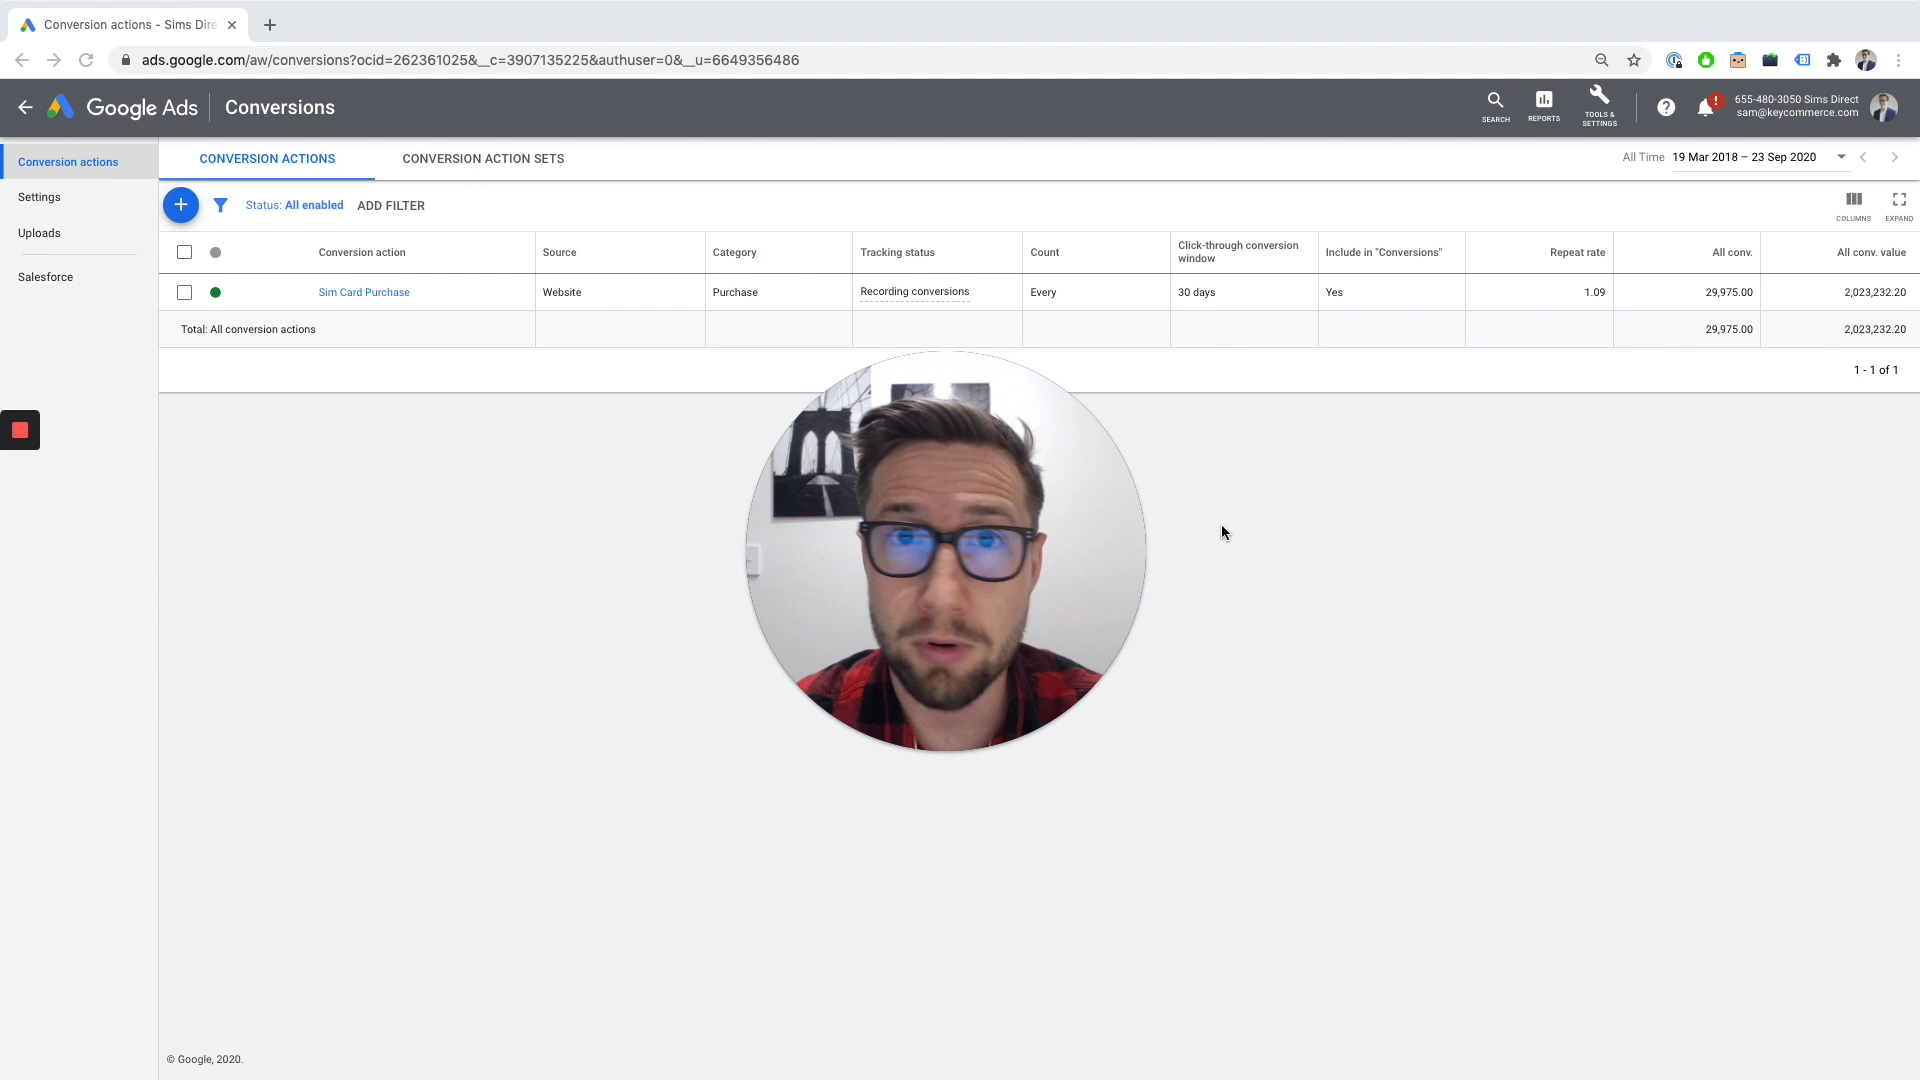 Conversion actions - Sims Dire
ads.google.com/aw/conversions?ocid=262361025&__c=3907135225&authuser=0&__u=6649356486
Google Ads
Conversions
SEARCH
REPORTS
TOOLS &
SETTINGS
655-480-3050 Sims Direct
sam@keycommerce.com
Conversion actions
Settings
Uploads
Salesforce
CONVERSION ACTIONS
CONVERSION ACTION SETS
All Time 19 Mar 2018 – 23 Sep 2020
Status: All enabled
ADD FILTER
COLUMNS
EXPAND
Conversion action
Source
Category
Tracking status
Count
Click-through conversion
window
Include in "Conversions"
Repeat rate
All conv.
All conv. value
Sim Card Purchase
Website
Purchase
Recording conversions
Every
30 days
Yes
1.09
29,975.00
2,023,232.20
Total: All conversion actions
29,975.00
2,023,232.20
1 - 1 of 1
© Google, 2020.